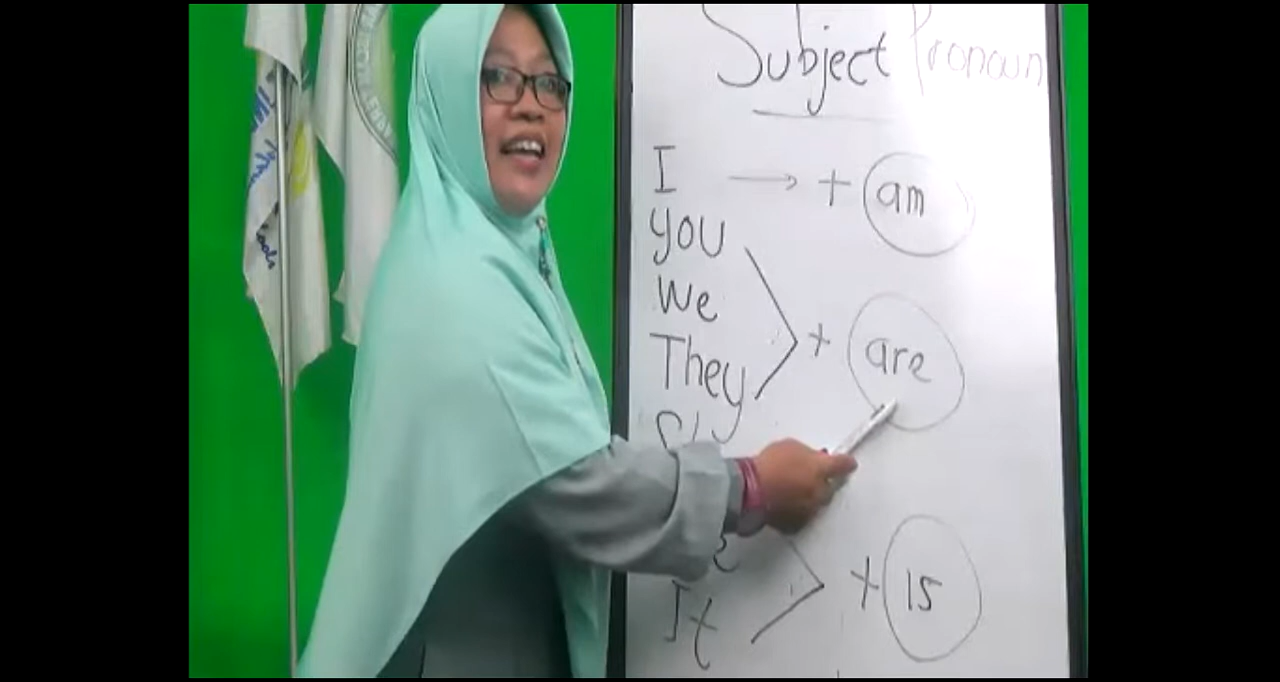 Subject Pronoun
I → + am
you
we
They
+ are
It
+ is